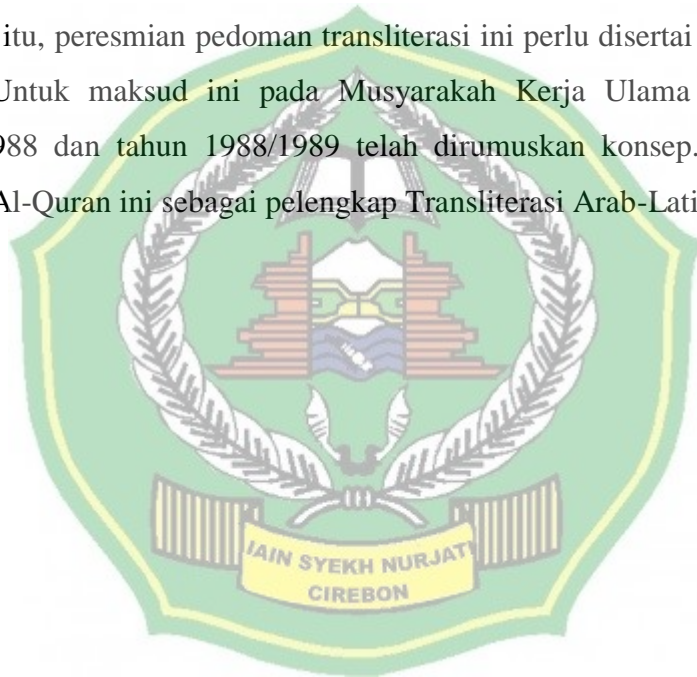 itu, peresmian pedoman transliterasi ini perlu disertai
Untuk maksud ini pada Musyarakah Kerja Ulama
988 dan tahun 1988/1989 telah dirumuskan konsep.
Al-Quran ini sebagai pelengkap Transliterasi Arab-Lati
IAIN SYEKH NURJATI
CIREBON